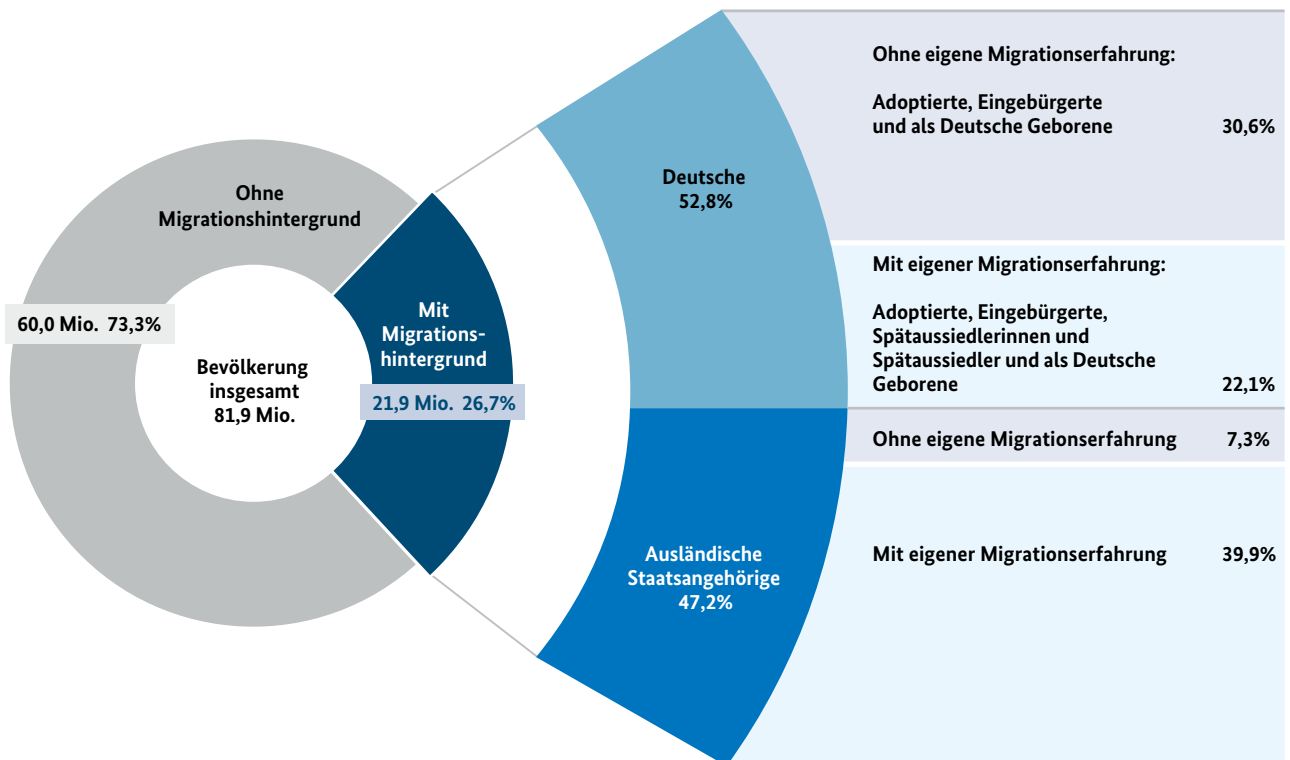 Ohne
Migrationshintergrund
60,0 Mio. 73,3%
Bevölkerung
insgesamt
81,9 Mio.
Mit
Migrations-
hintergrund
21,9 Mio. 26,7%
Deutsche
52,8%
Ausländische
Staatsangehörige
47,2%
Ohne eigene Migrationserfahrung:
Adoptierte, Eingebürgerte
und als Deutsche Geborene 30,6%
Mit eigener Migrationserfahrung:
Adoptierte, Eingebürgerte,
Spätaussiedlerinnen und
Spätaussiedler und als Deutsche
Geborene 22,1%
Ohne eigene Migrationserfahrung 7,3%
Mit eigener Migrationserfahrung 39,9%